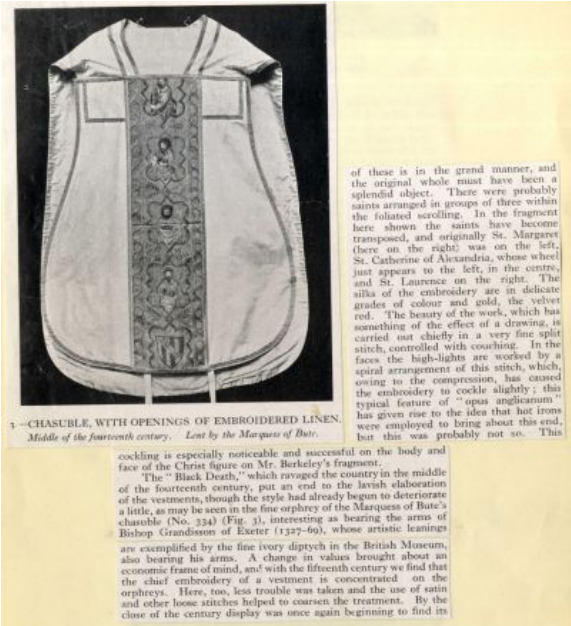 of these is in the grand manner, and
the original whole must have been a
splendid object. There were probably
saints arranged in groups of three within
the foliated scrolling. In the fragment
here shown the saints have become
transposed, and originally St. Margaret
(here on the right) was on the left,
St. Catherine of Alexandria, whose wheel
just appears to the left, in the centre,
and St. Laurence on the right. The
silks of the embroidery are in delicate
grades of colour and gold, the velvet
red. The beauty of the work, which has
something of the effect of a drawing, is
carried out chiefly in a very fine split
stitch, controlled with couching. In the
faces the high-lights are worked by a
spiral arrangement of this stitch, which,
owing to the compression, has caused
the embroidery to cockle slightly; this
typical feature of "opus anglicanum"
has given rise to the idea that hot irons
were employed to bring about this end,
but this was probably not so. This
3.—CHASUBLE, WITH OPENINGS OF EMBROIDERED LINEN.
Middle of the fourteenth century. Lent by the Marquess of Bute.
cockling is especially noticeable and successful on the body and
face of the Christ figure on Mr. Berkeley's fragment.
The "Black Death," which ravaged the country in the middle
of the fourteenth century, put an end to the lavish elaboration
of the vestments, though the style had already begun to deteriorate
a little, as may be seen in the fine orphrey of the Marquess of Bute's
chasuble (No. 334) (Fig. 3), interesting as bearing the arms of
Bishop Grandisson of Exeter (1327-69), whose artistic leanings
are exemplified by the fine ivory diptych in the British Museum,
also bearing his arms. A change in values brought about an
economic frame of mind, and with the fifteenth century we find that
the chief embroidery of a vestment is concentrated on the
orphreys. Here, too, less trouble was taken and the use of satin
and other loose stitches helped to coarsen the treatment. By the
close of the century display was once again beginning to find its